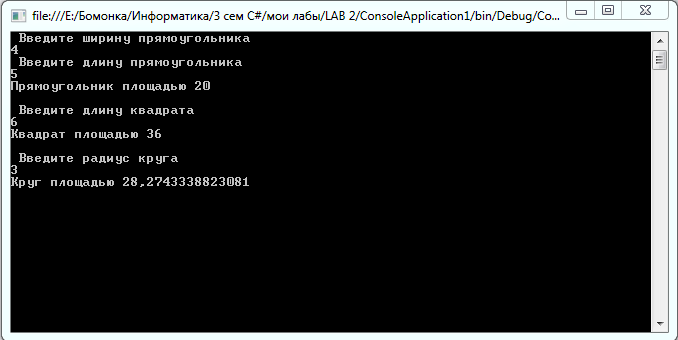 file:///E:/Бомонка/Информатика/3 сем C#/мои лабы/LAB 2/ConsoleApplication1/bin/Debug/Co...
Введите ширину прямоугольника
4
Введите длину прямоугольника
5
Прямоугольник площадью 20
Введите длину квадрата
6
Квадрат площадью 36
Введите радиус круга
3
Круг площадью 28,2743338823081